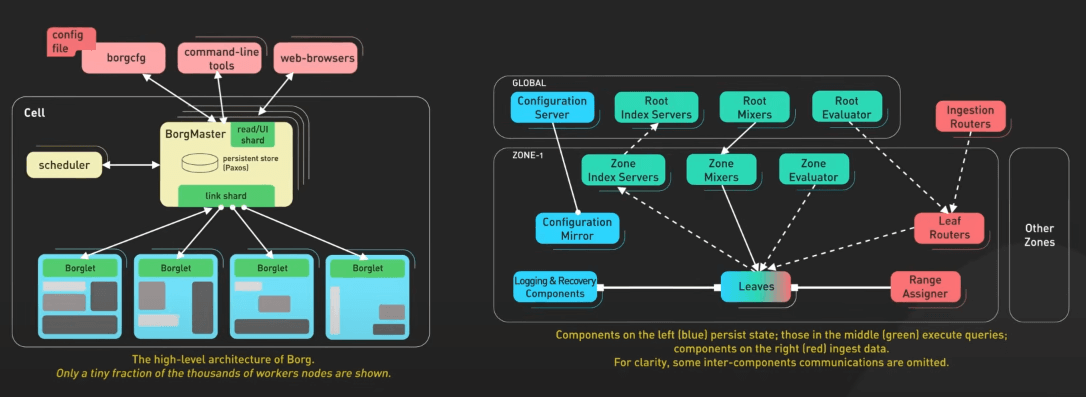 config
file
borgcfg
command-line
tools
web-browsers
Cell
BorgMaster
read/UI
shard
persistent store
(Paxos)
scheduler
link shard
Borglet
Borglet
Borglet
Borglet
The high-level architecture of Borg.
Only a tiny fraction of the thousands of workers nodes are shown.
GLOBAL
Configuration
Server
Root
Index Servers
Root
Mixers
Root
Evaluator
Ingestion
Routers
ZONE-1
Zone
Index Servers
Zone
Mixers
Zone
Evaluator
Configuration
Mirror
Leaf
Routers
Other
Zones
Logging & Recovery
Components
Leaves
Range
Assigner
Components on the left (blue) persist state; those in the middle (green) execute queries;
components on the right (red) ingest data.
For clarity, some inter-components communications are omitted.